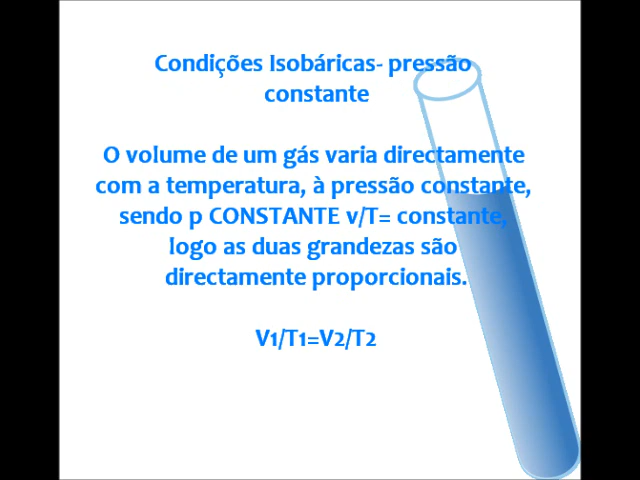 Condições Isobáricas- pressão
constante
O volume de um gás varia directamente
com a temperatura, à pressão constante,
sendo p CONSTANTE v/T= constante,
logo as duas grandezas são
directamente proporcionais.
V1/T1=V2/T2